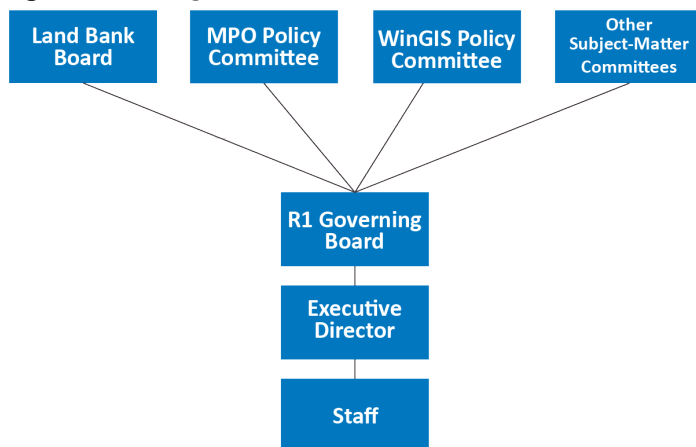 Land Bank
Board
MPO Policy
Committee
WinGIS Policy
Committee
Other
Subject-Matter
Committees
R1 Governing
Board
Executive
Director
Staff